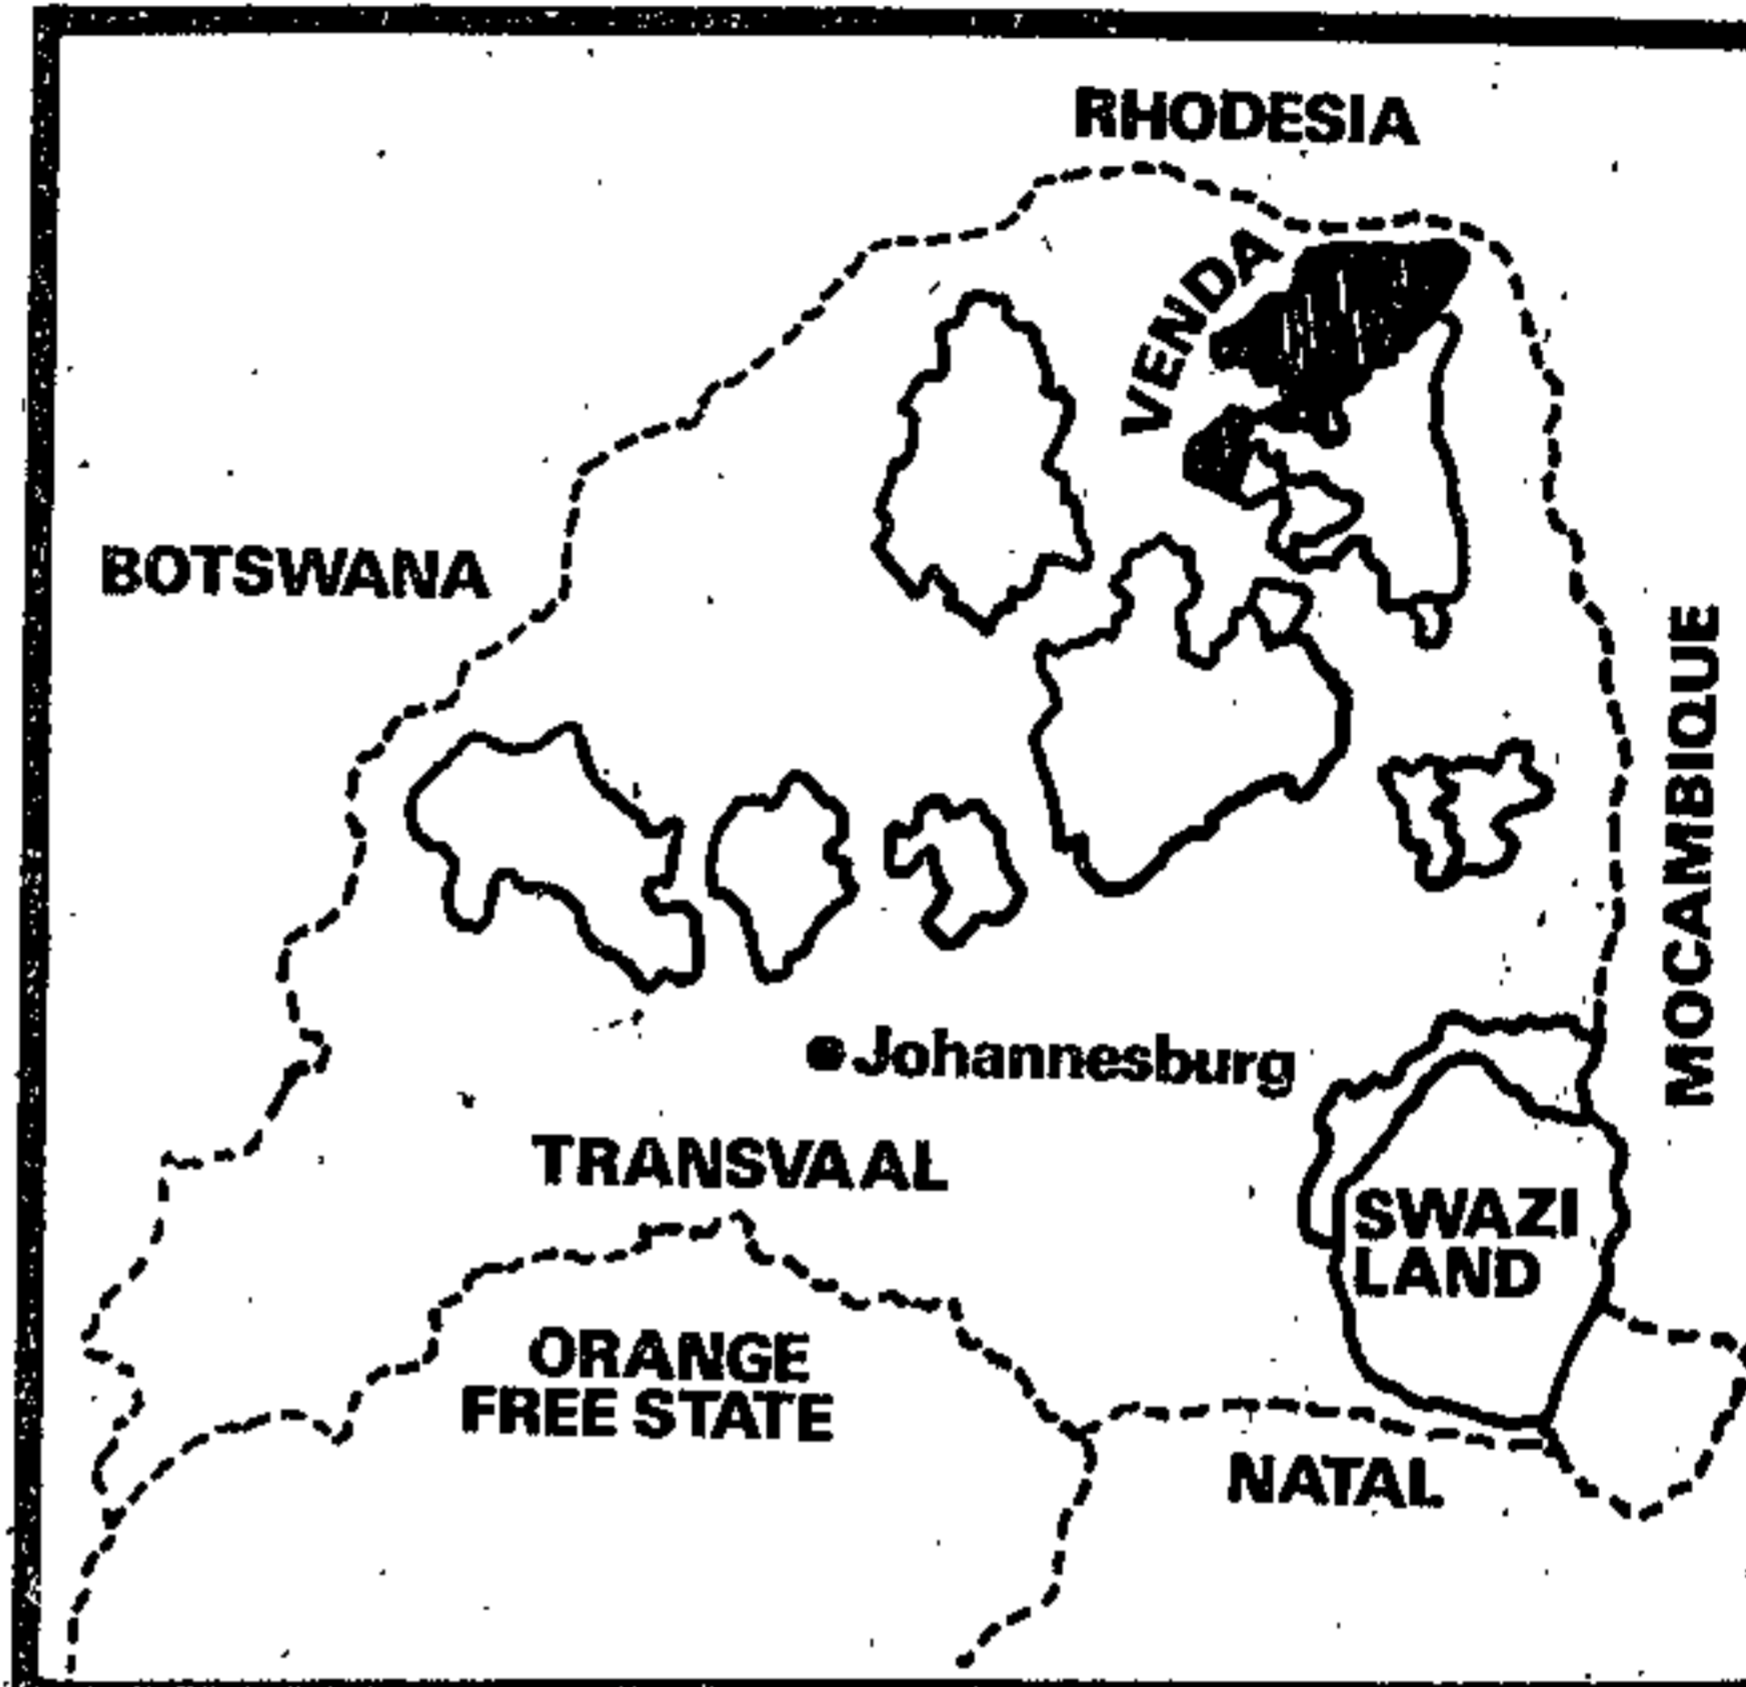 RHODESIA
VENDA
BOTSWANA
MOCAMBIQUE
Johannesburg
TRANSVAAL
SWAZI
LAND
ORANGE
FREE STATE
NATAL